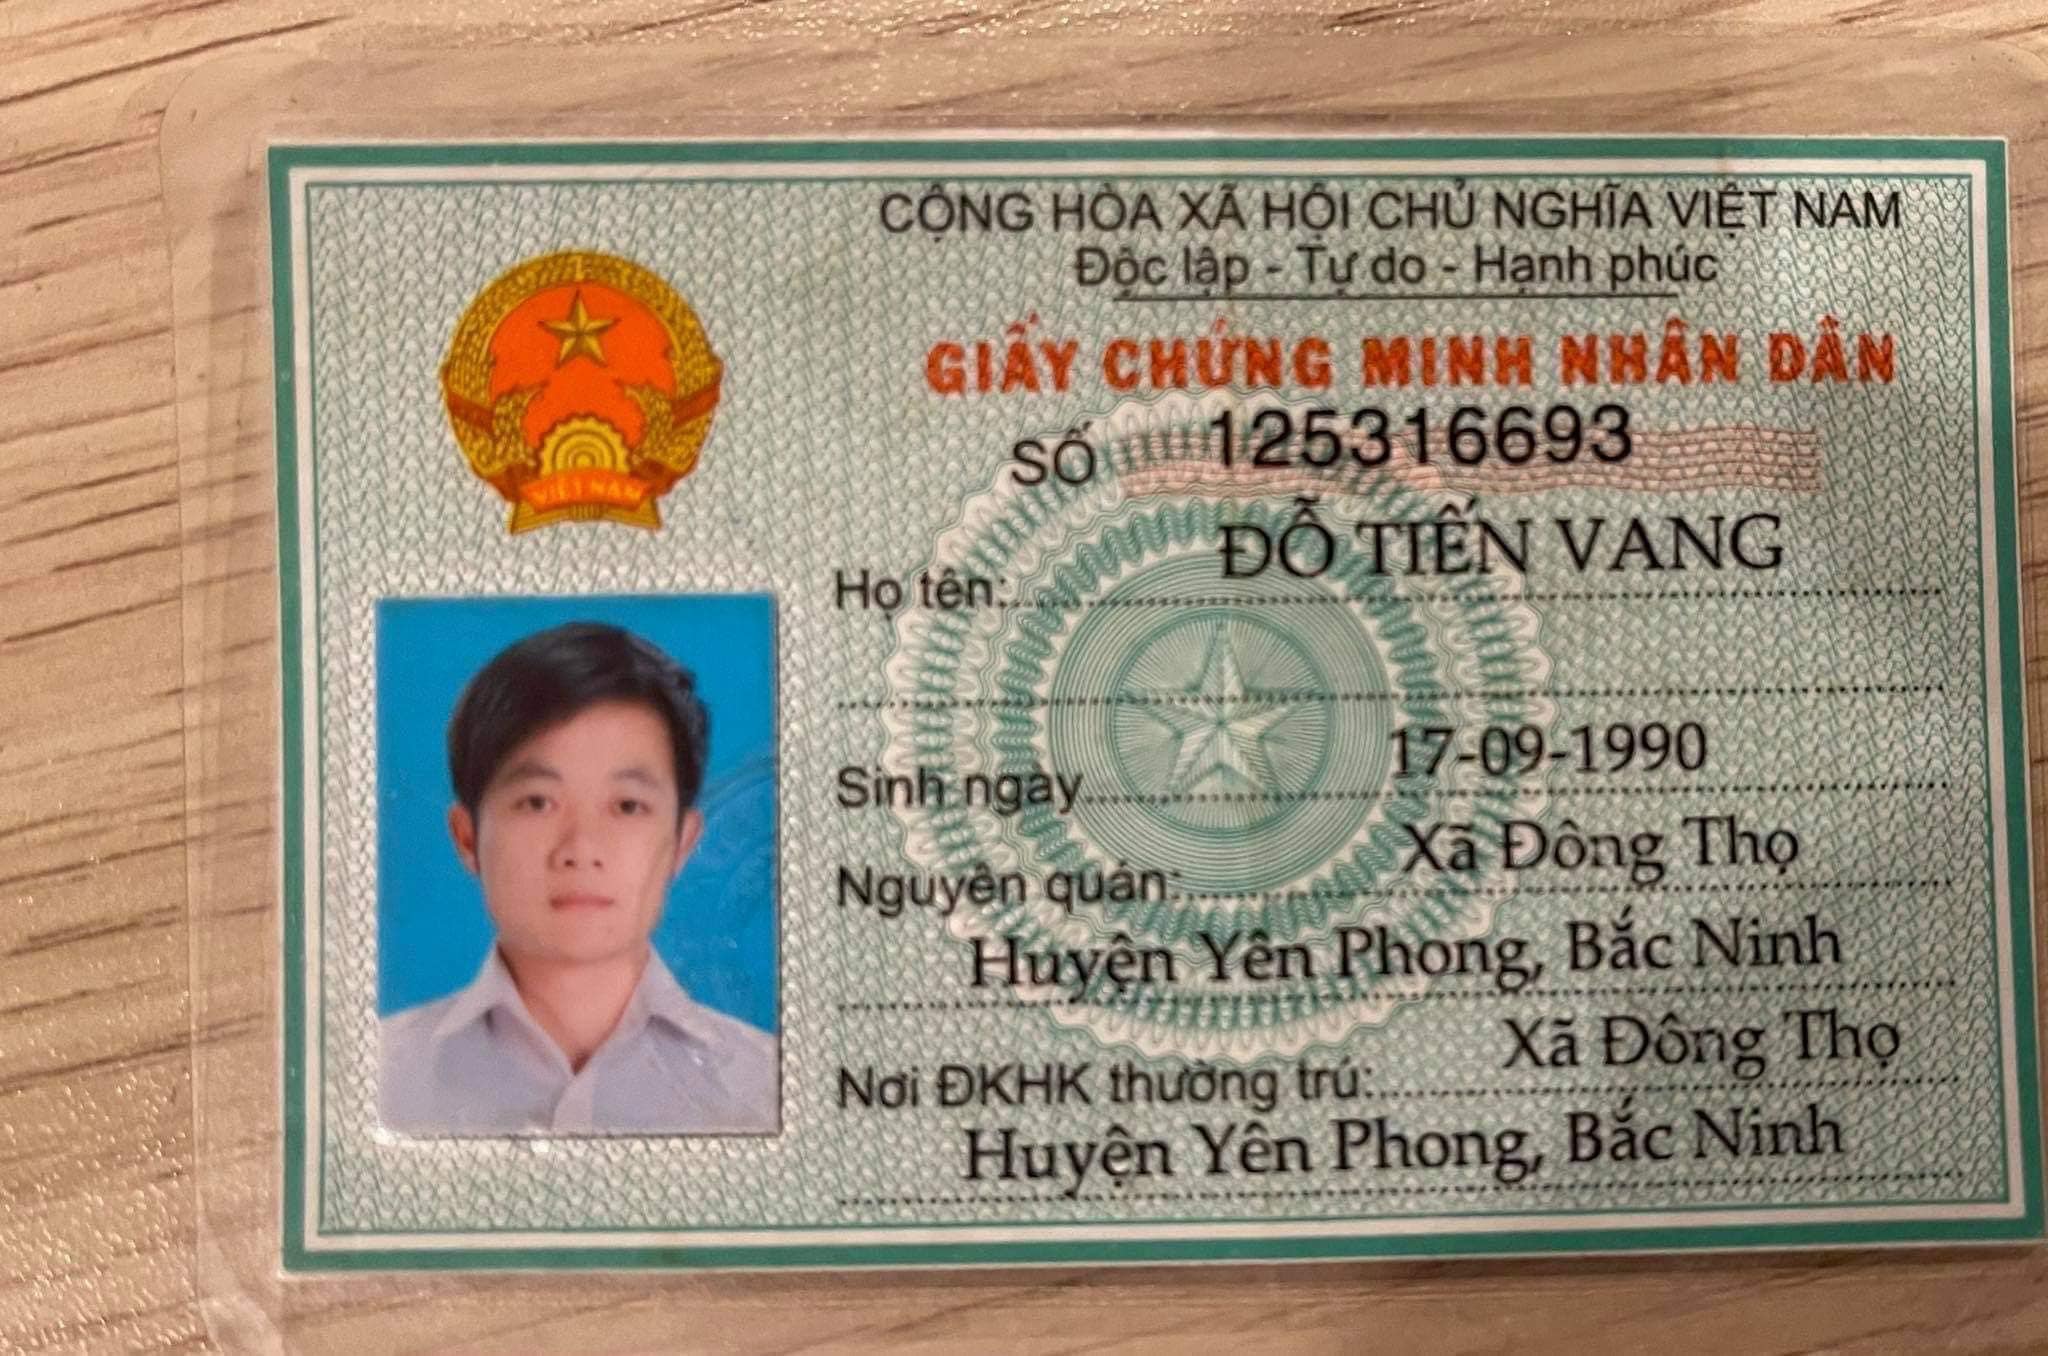 CỘNG HÒA XÃ HỘI CHỦ NGHĨA VIỆT NAM
Độc lập - Tự do - Hạnh phúc
GIẤY CHỨNG MINH NHÂN DÂN
SỐ 125316693
Họ tên: ĐỖ TIẾN VANG
Sinh ngày 17-09-1990
Nguyên quán: Xã Đông Thọ
Huyện Yên Phong, Bắc Ninh
Nơi ĐKHK thường trú: Xã Đông Thọ
Huyện Yên Phong, Bắc Ninh
VIỆT NAM